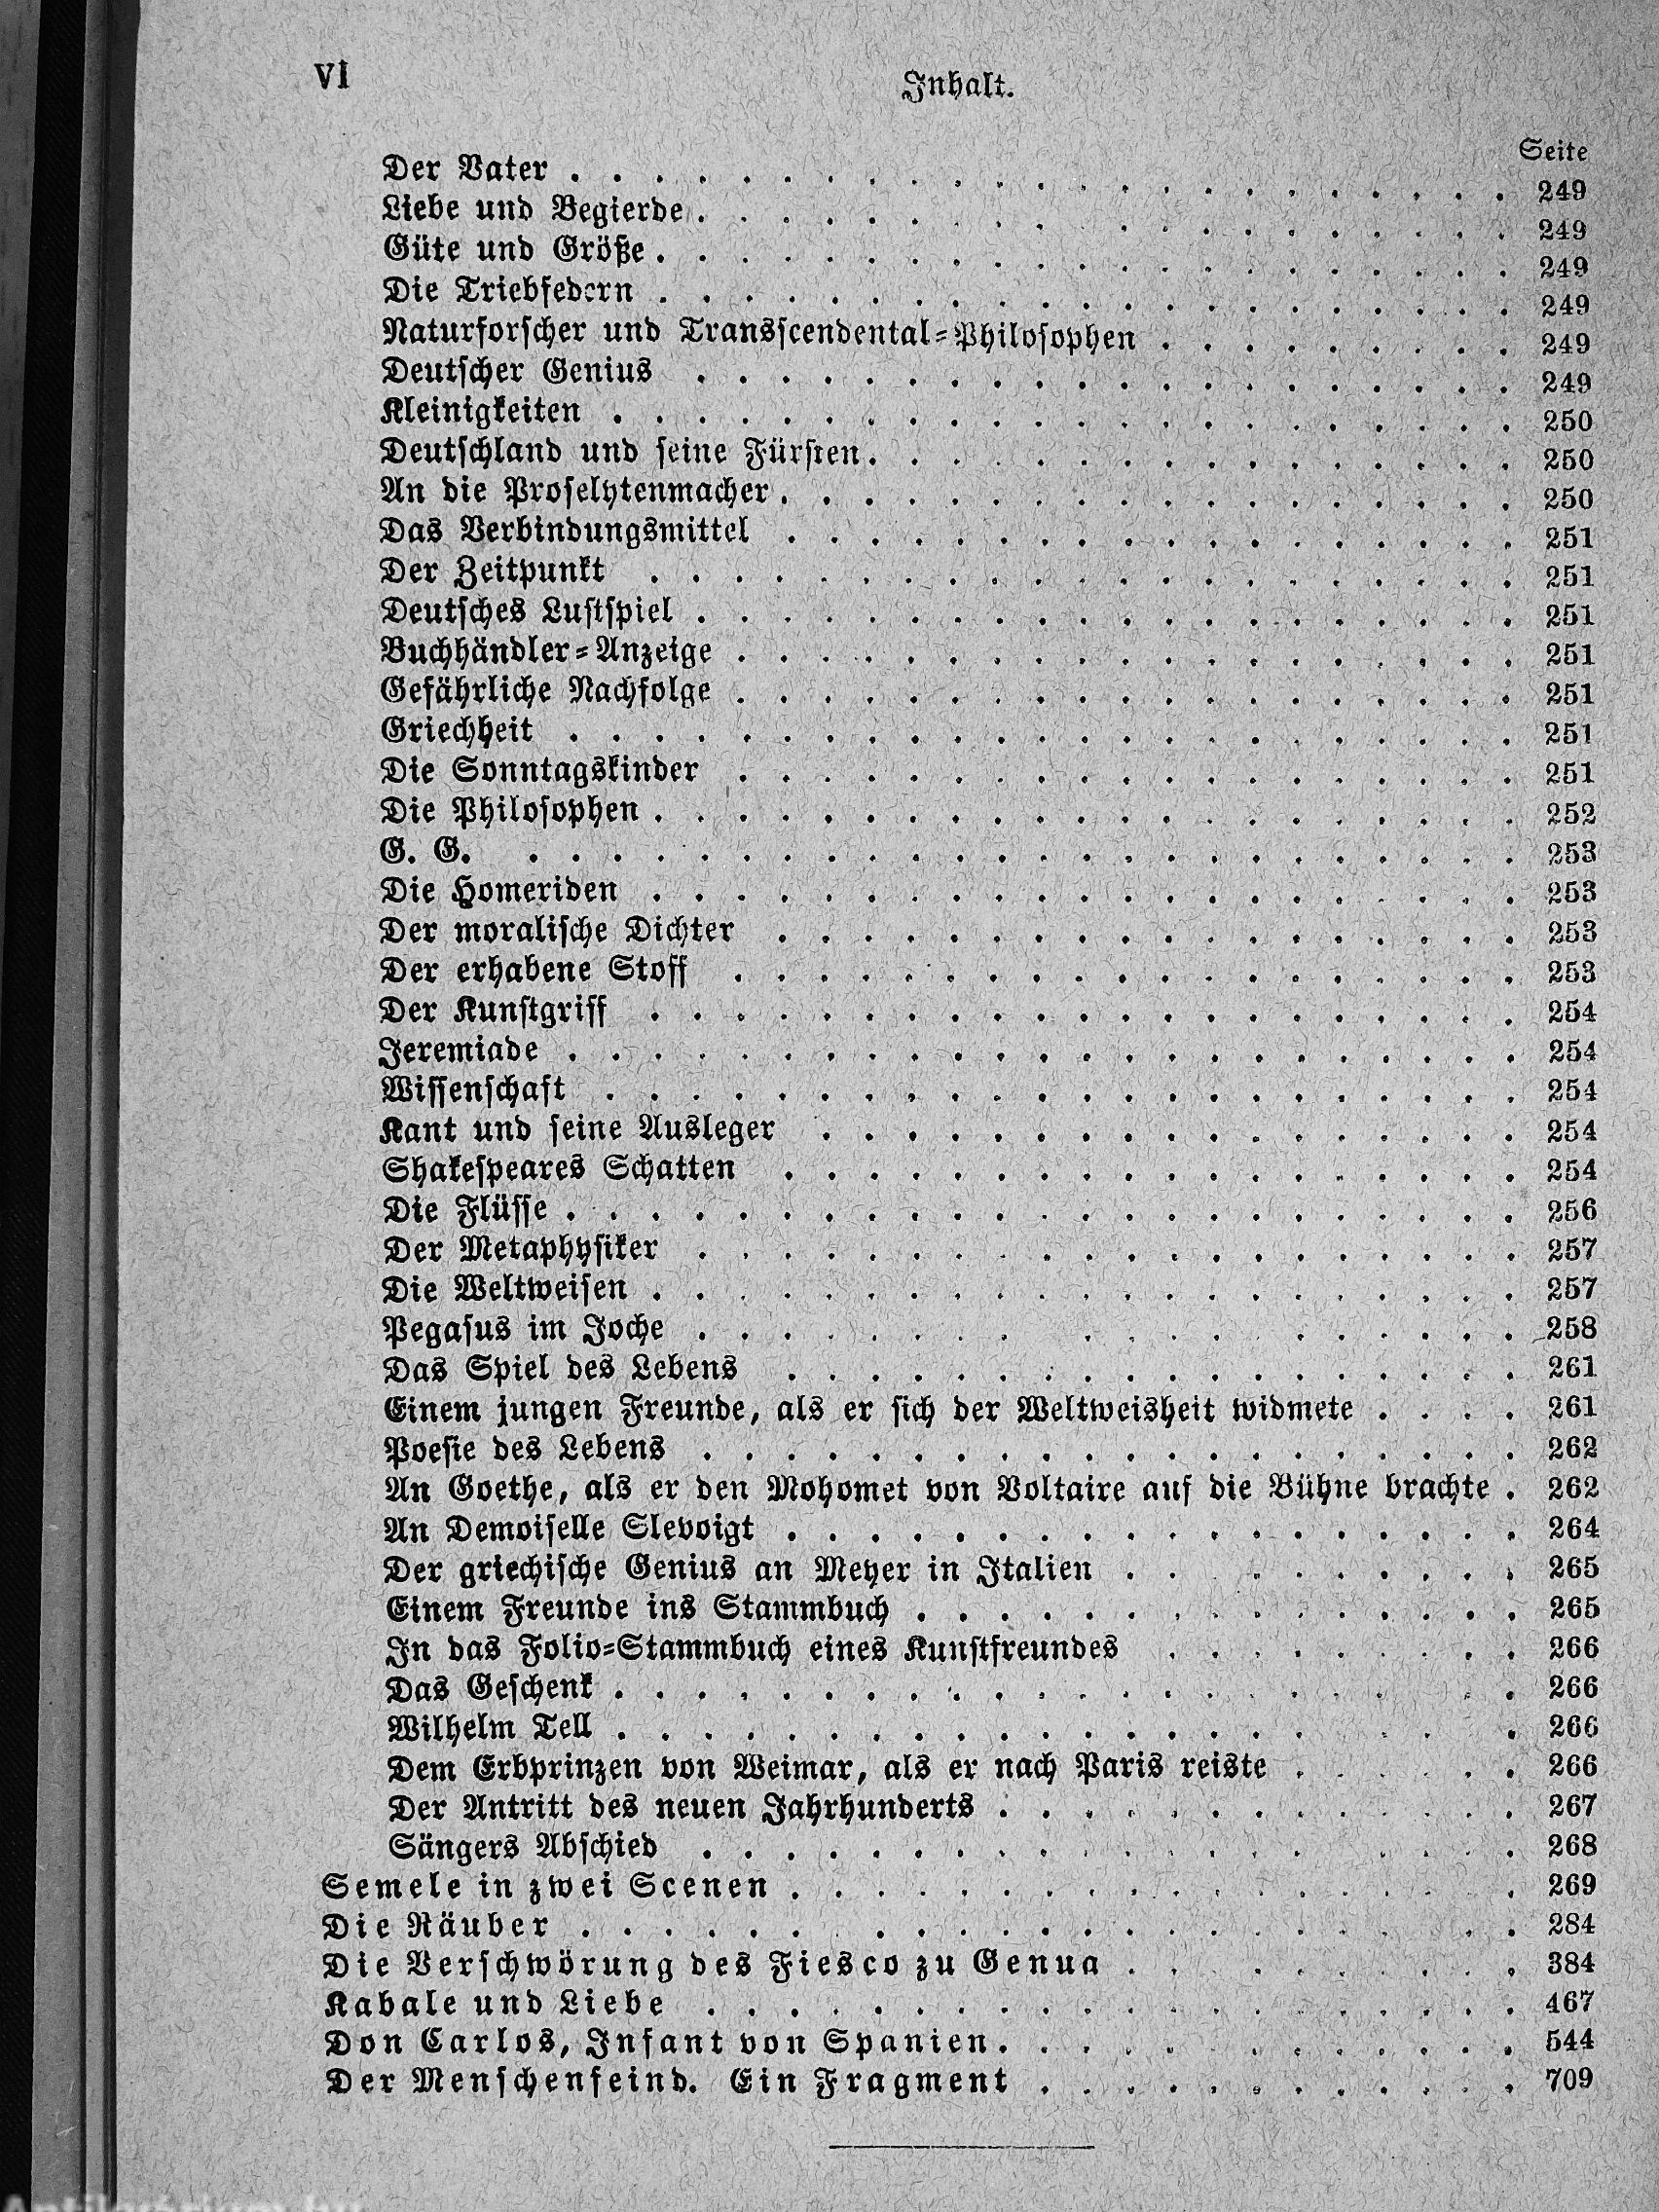 VI
Inhalt.
Seite
Der Vater . . . . . . . . . . . . . . . . . . . . . . . 249
Liebe und Begierde . . . . . . . . . . . . . . . . . . . 249
Güte und Größe . . . . . . . . . . . . . . . . . . . . . 249
Die Triebfedern . . . . . . . . . . . . . . . . . . . . . 249
Naturforscher und Transscendental-Philosophen . . . . . . . . . 249
Deutscher Genius . . . . . . . . . . . . . . . . . . . . 249
Kleinigkeiten . . . . . . . . . . . . . . . . . . . . . . 250
Deutschland und seine Fürsten . . . . . . . . . . . . . . . . 250
An die Proselytenmacher . . . . . . . . . . . . . . . . . . 250
Das Verbindungsmittel . . . . . . . . . . . . . . . . . . 251
Der Zeitpunkt . . . . . . . . . . . . . . . . . . . . . 251
Deutsches Lustspiel . . . . . . . . . . . . . . . . . . . . 251
Buchhändler-Anzeige . . . . . . . . . . . . . . . . . . . 251
Gefährliche Nachfolge . . . . . . . . . . . . . . . . . . . 251
Griechheit . . . . . . . . . . . . . . . . . . . . . . . 251
Die Sonntagskinder . . . . . . . . . . . . . . . . . . . 251
Die Philosophen . . . . . . . . . . . . . . . . . . . . . 252
G. G. . . . . . . . . . . . . . . . . . . . . . . . . 253
Die Homeriden . . . . . . . . . . . . . . . . . . . . . 253
Der moralische Dichter . . . . . . . . . . . . . . . . . . 253
Der erhabene Stoff . . . . . . . . . . . . . . . . . . . 253
Der Kunstgriff . . . . . . . . . . . . . . . . . . . . . 254
Jeremiade . . . . . . . . . . . . . . . . . . . . . . . 254
Wissenschaft . . . . . . . . . . . . . . . . . . . . . . 254
Kant und seine Ausleger . . . . . . . . . . . . . . . . . 254
Shakespeares Schatten . . . . . . . . . . . . . . . . . . 254
Die Flüsse . . . . . . . . . . . . . . . . . . . . . . . 256
Der Metaphysiker . . . . . . . . . . . . . . . . . . . . 257
Die Weltweisen . . . . . . . . . . . . . . . . . . . . . 257
Pegasus im Joche . . . . . . . . . . . . . . . . . . . . 258
Das Spiel des Lebens . . . . . . . . . . . . . . . . . . 261
Einem jungen Freunde, als er sich der Weltweisheit widmete . . . . 261
Poesie des Lebens . . . . . . . . . . . . . . . . . . . . 262
An Goethe, als er den Mohomet von Voltaire auf die Bühne brachte . 262
An Demoiselle Slevoigt . . . . . . . . . . . . . . . . . . 264
Der griechische Genius an Meyer in Italien . . . . . . . . . . 265
Einem Freunde ins Stammbuch . . . . . . . . . . . . . . . 265
In das Folio-Stammbuch eines Kunstfreundes . . . . . . . . . 266
Das Geschenk . . . . . . . . . . . . . . . . . . . . . . 266
Wilhelm Tell . . . . . . . . . . . . . . . . . . . . . . 266
Dem Erbprinzen von Weimar, als er nach Paris reiste . . . . . . 266
Der Antritt des neuen Jahrhunderts . . . . . . . . . . . . . 267
Sängers Abschied . . . . . . . . . . . . . . . . . . . . 268
Semele in zwei Scenen . . . . . . . . . . . . . . . . . . 269
Die Räuber . . . . . . . . . . . . . . . . . . . . . . . 284
Die Verschwörung des Fiesco zu Genua . . . . . . . . . . 384
Kabale und Liebe . . . . . . . . . . . . . . . . . . . . 467
Don Carlos, Infant von Spanien . . . . . . . . . . . . . 544
Der Menschenfeind. Ein Fragment . . . . . . . . . . . . 709